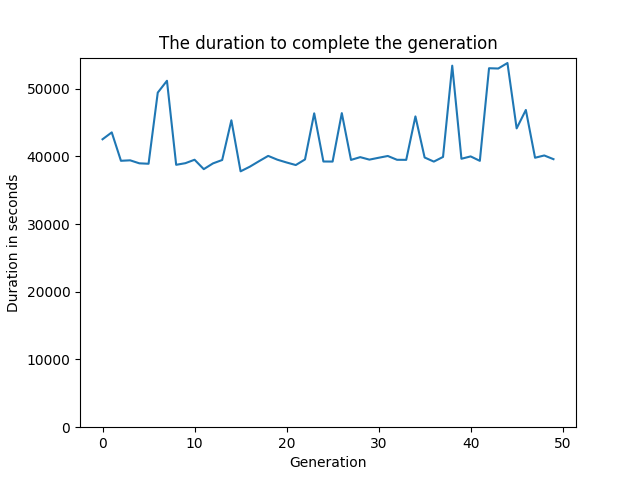 The duration to complete the generation
50000
40000
30000
20000
10000
0
Duration in seconds
0 10 20 30 40 50
Generation